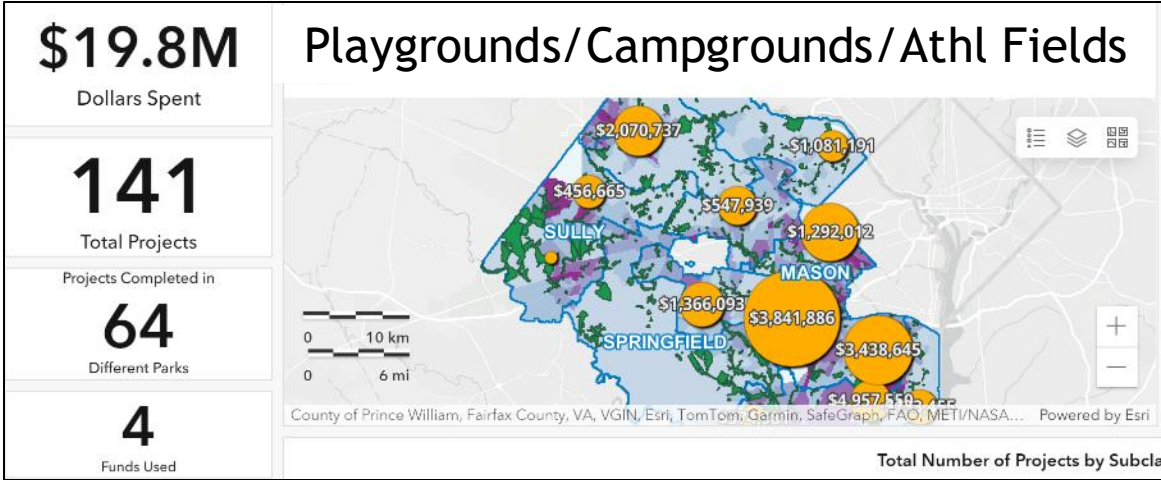 $19.8M
Dollars Spent
141
Total Projects
Projects Completed in
64
Different Parks
4
Funds Used
Playgrounds/Campgrounds/Athl Fields
$2,070,737
$1,081,191
$456,665
$547,939
SULLY
$1,292,012
MASON
$1,366,093
$3,841,886
SPRINGFIELD
$3,438,645
$4,957,559
0 10 km
0 6 mi
County of Prince William, Fairfax County, VA, VGIN, Esri, TomTom, Garmin, SafeGraph, FAO, METI/NASA... Powered by Esri
Total Number of Projects by Subcla